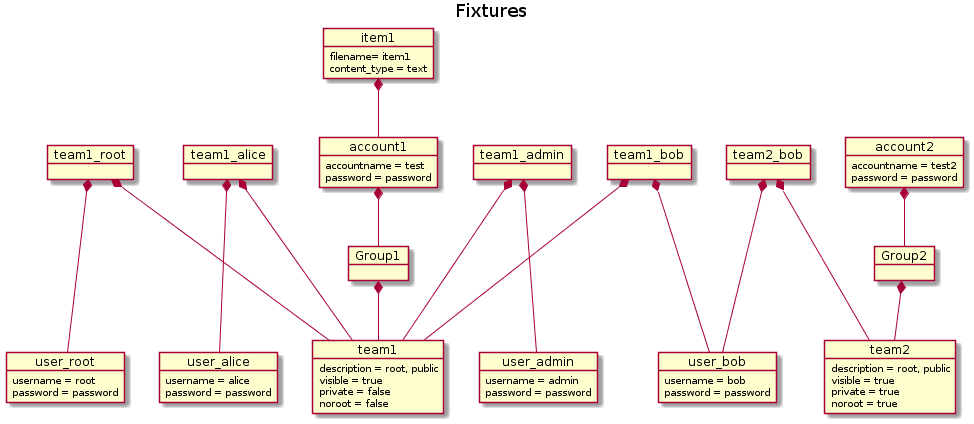 Fixtures
item1
filename= item1
content_type = text
team1_root
team1_alice
account1
accountname = test
password = password
team1_admin
team1_bob
team2_bob
account2
accountname = test2
password = password
Group1
Group2
user_root
username = root
password = password
user_alice
username = alice
password = password
team1
description = root, public
visible = true
private = false
noroot = false
user_admin
username = admin
password = password
user_bob
username = bob
password = password
team2
description = root, public
visible = true
private = true
noroot = true